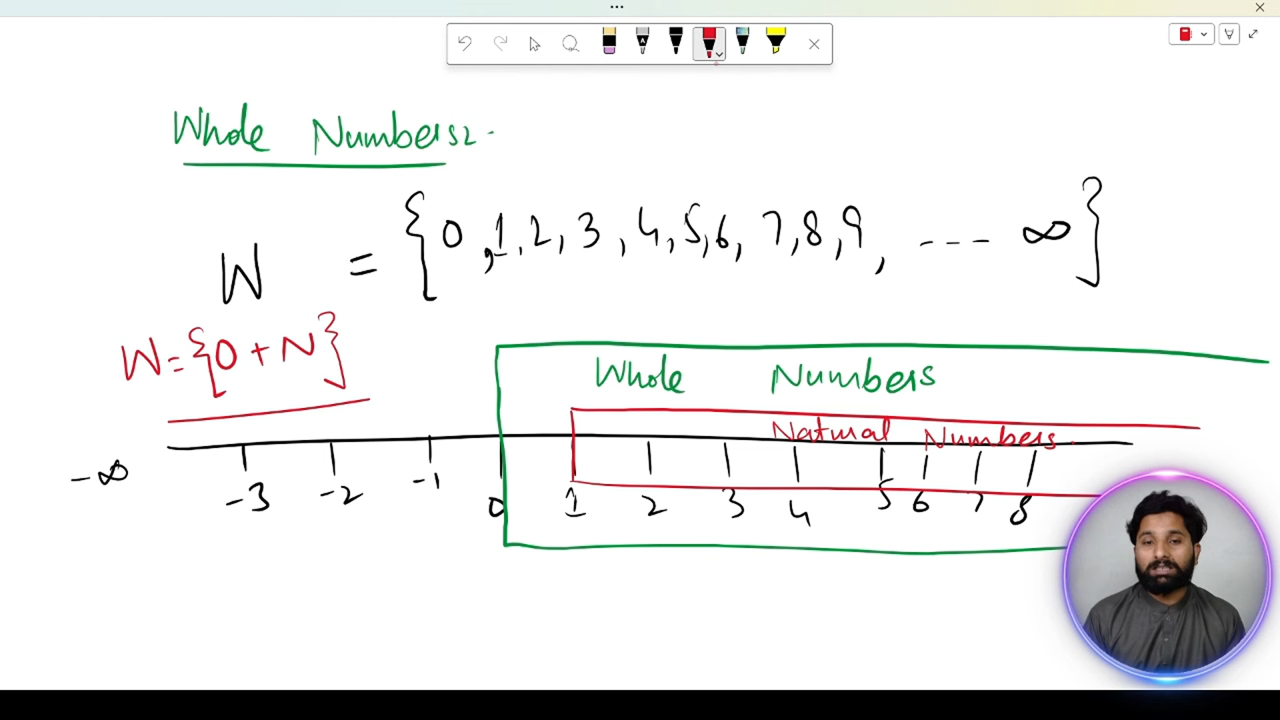 Whole Numbers:-
W = {0, 1, 2, 3, 4, 5, 6, 7, 8, 9, ---- ∞}
W = {0 + N}
Whole Numbers
Natural Numbers.
-∞ -3 -2 -1 0 1 2 3 4 5 6 7 8